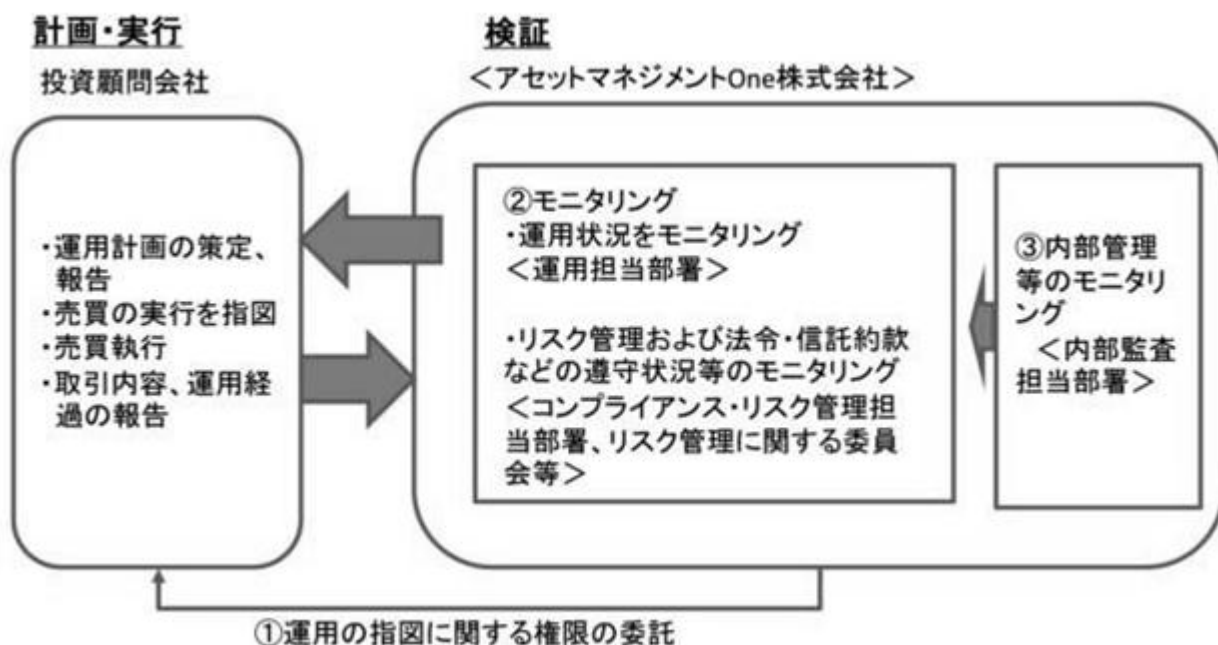 計画・実行
投資顧問会社
・運用計画の策定、
報告
・売買の実行を指図
・売買執行
・取引内容、運用経
過の報告
検証
＜アセットマネジメントOne株式会社＞
②モニタリング
・運用状況をモニタリング
＜運用担当部署＞
・リスク管理および法令・信託約款
などの遵守状況等のモニタリング
＜コンプライアンス・リスク管理担
当部署、リスク管理に関する委員
会等＞
③内部管理
等のモニタリ
ング
＜内部監査
担当部署＞
①運用の指図に関する権限の委託